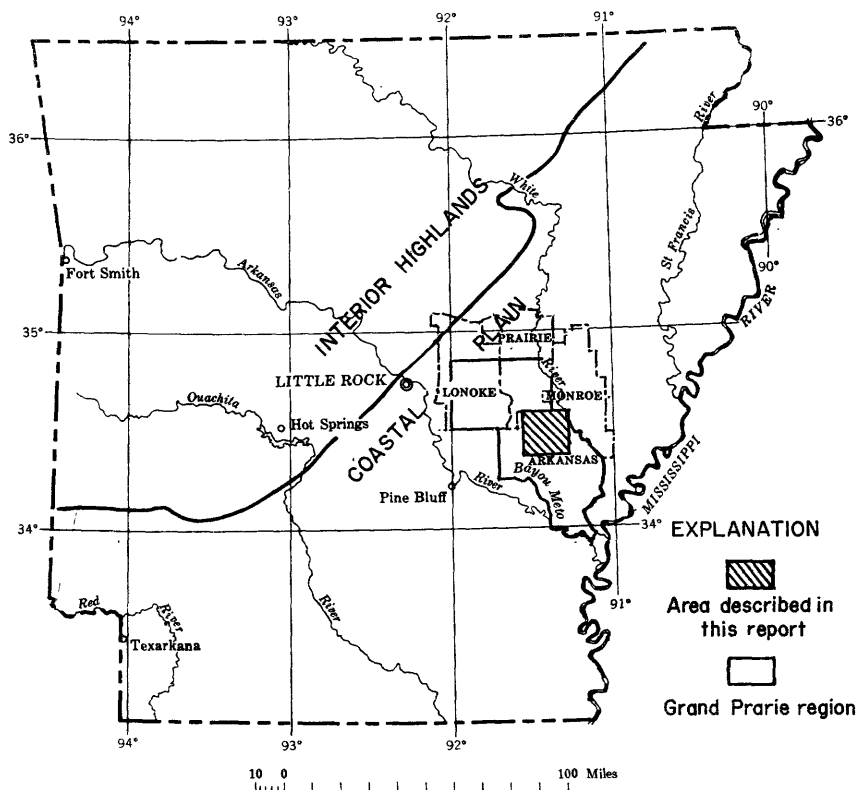 94°
93°
92°
91°
90°
36°
36°
River
White
St Francis
90°
INTERIOR HIGHLANDS
Fort Smith
Arkansas
RIVER
35°
PLAIN
PRAIRIE
LITTLE ROCK
River
LONOKE
MONROE
Ouachita
Hot Springs
COASTAL
ARKANSAS
MISSISSIPPI
Pine Bluff
River
Bayou Meto
34°
34°
EXPLANATION
Area described in
this report
Grand Prarie region
91°
Red
River
River
Texarkana
94°
93°
92°
10 0 100 Miles